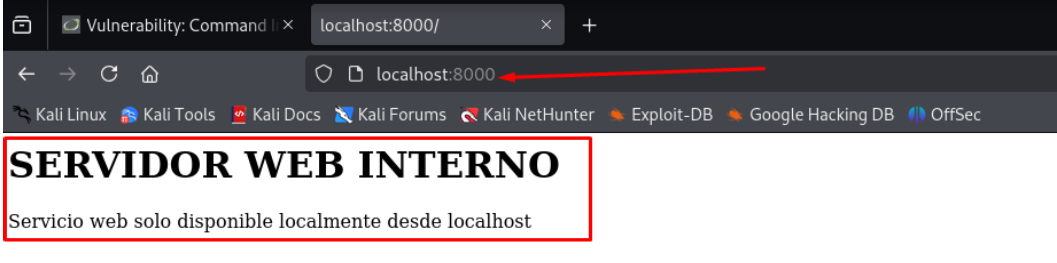 Vulnerability: Command I
localhost:8000/
localhost:8000
Kali Linux Kali Tools Kali Docs Kali Forums Kali NetHunter Exploit-DB Google Hacking DB OffSec
SERVIDOR WEB INTERNO
Servicio web solo disponible localmente desde localhost